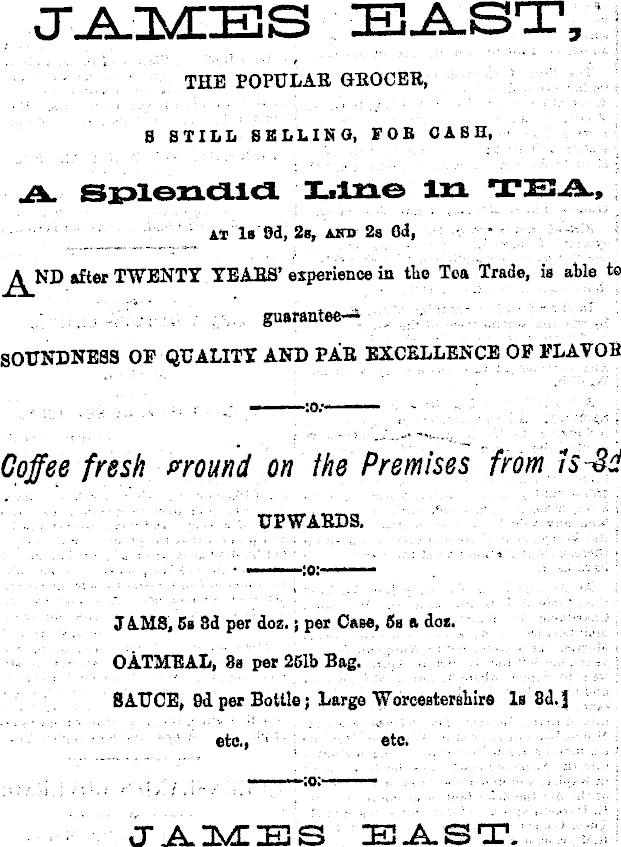 JAMES EAST,
THE POPULAR GROCER,
S STILL SELLING, FOR CASH,
A Splendid Line in TEA,
AT 1s 9d, 2s, AND 2s 6d,
AND after TWENTY YEARS' experience in the Tea Trade, is able to
guarantee—
SOUNDNESS OF QUALITY AND PAR EXCELLENCE OF FLAVOR
:o:
Coffee fresh ground on the Premises from 1s 3d
UPWARDS.
:o:
JAMS, 5s 3d per doz.; per Case, 5s a doz.
OATMEAL, 3s per 25lb Bag.
SAUCE, 9d per Bottle; Large Worcestershire 1s 3d.
etc., etc.
:o:
JAMES EAST.